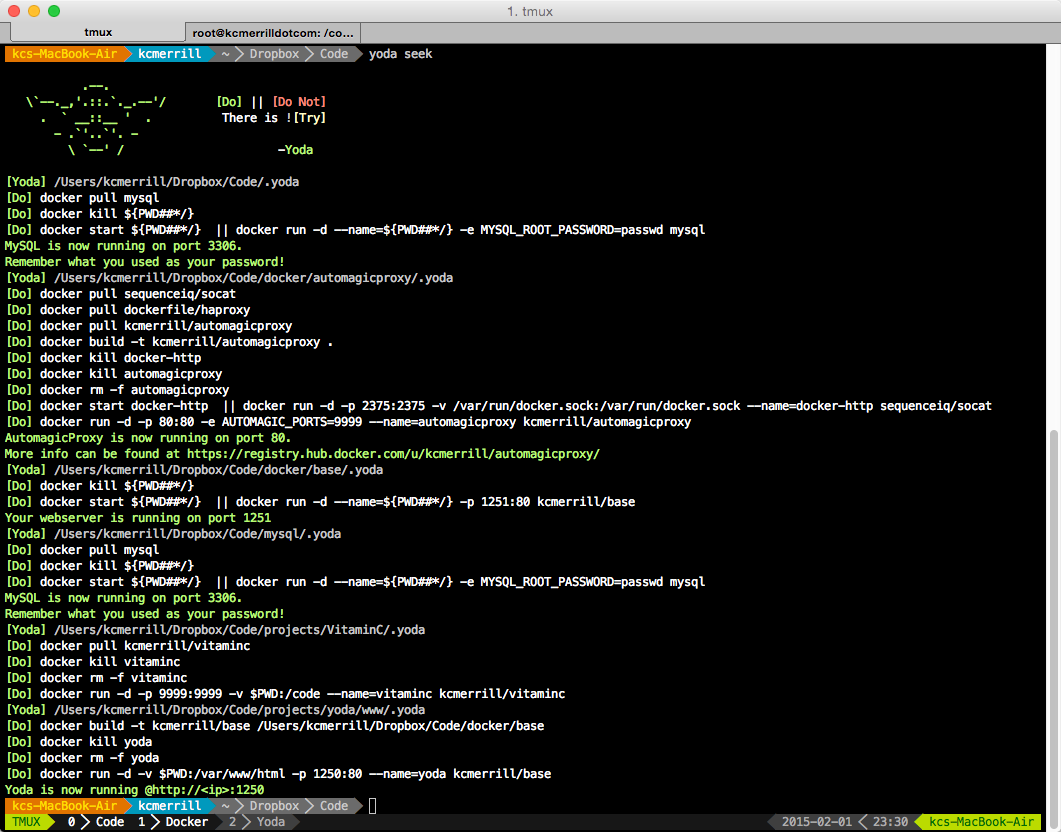 1. tmux
tmux
root@kcmerrilldotcom: /co...
kcs-MacBook-Air kcmerrill ~ Dropbox Code yoda seek
.--.
\`--._,'.::.`._.--'/ [Do] || [Do Not]
. ` __::__ ' . There is ![Try]
- .`'..`'. -
\ `--' / -Yoda
[Yoda] /Users/kcmerrill/Dropbox/Code/.yoda
[Do] docker pull mysql
[Do] docker kill ${PWD##*/}
[Do] docker start ${PWD##*/}  || docker run -d --name=${PWD##*/} -e MYSQL_ROOT_PASSWORD=passwd mysql
MySQL is now running on port 3306.
Remember what you used as your password!
[Yoda] /Users/kcmerrill/Dropbox/Code/docker/automagicproxy/.yoda
[Do] docker pull sequenceiq/socat
[Do] docker pull dockerfile/haproxy
[Do] docker pull kcmerrill/automagicproxy
[Do] docker build -t kcmerrill/automagicproxy .
[Do] docker kill docker-http
[Do] docker kill automagicproxy
[Do] docker rm -f automagicproxy
[Do] docker start docker-http  || docker run -d -p 2375:2375 -v /var/run/docker.sock:/var/run/docker.sock --name=docker-http sequenceiq/socat
[Do] docker run -d -p 80:80 -e AUTOMAGIC_PORTS=9999 --name=automagicproxy kcmerrill/automagicproxy
AutomagicProxy is now running on port 80.
More info can be found at https://registry.hub.docker.com/u/kcmerrill/automagicproxy/
[Yoda] /Users/kcmerrill/Dropbox/Code/docker/base/.yoda
[Do] docker kill ${PWD##*/}
[Do] docker start ${PWD##*/}  || docker run -d --name=${PWD##*/} -p 1251:80 kcmerrill/base
Your webserver is running on port 1251
[Yoda] /Users/kcmerrill/Dropbox/Code/mysql/.yoda
[Do] docker pull mysql
[Do] docker kill ${PWD##*/}
[Do] docker start ${PWD##*/}  || docker run -d --name=${PWD##*/} -e MYSQL_ROOT_PASSWORD=passwd mysql
MySQL is now running on port 3306.
Remember what you used as your password!
[Yoda] /Users/kcmerrill/Dropbox/Code/projects/VitaminC/.yoda
[Do] docker pull kcmerrill/vitaminc
[Do] docker kill vitaminc
[Do] docker rm -f vitaminc
[Do] docker run -d -p 9999:9999 -v $PWD:/code --name=vitaminc kcmerrill/vitaminc
[Yoda] /Users/kcmerrill/Dropbox/Code/projects/yoda/www/.yoda
[Do] docker build -t kcmerrill/base /Users/kcmerrill/Dropbox/Code/docker/base
[Do] docker kill yoda
[Do] docker rm -f yoda
[Do] docker run -d -v $PWD:/var/www/html -p 1250:80 --name=yoda kcmerrill/base
Yoda is now running @http://<ip>:1250
kcs-MacBook-Air kcmerrill ~ Dropbox Code
TMUX 0 Code 1 Docker 2 Yoda 2015-02-01 23:30 kcs-MacBook-Air